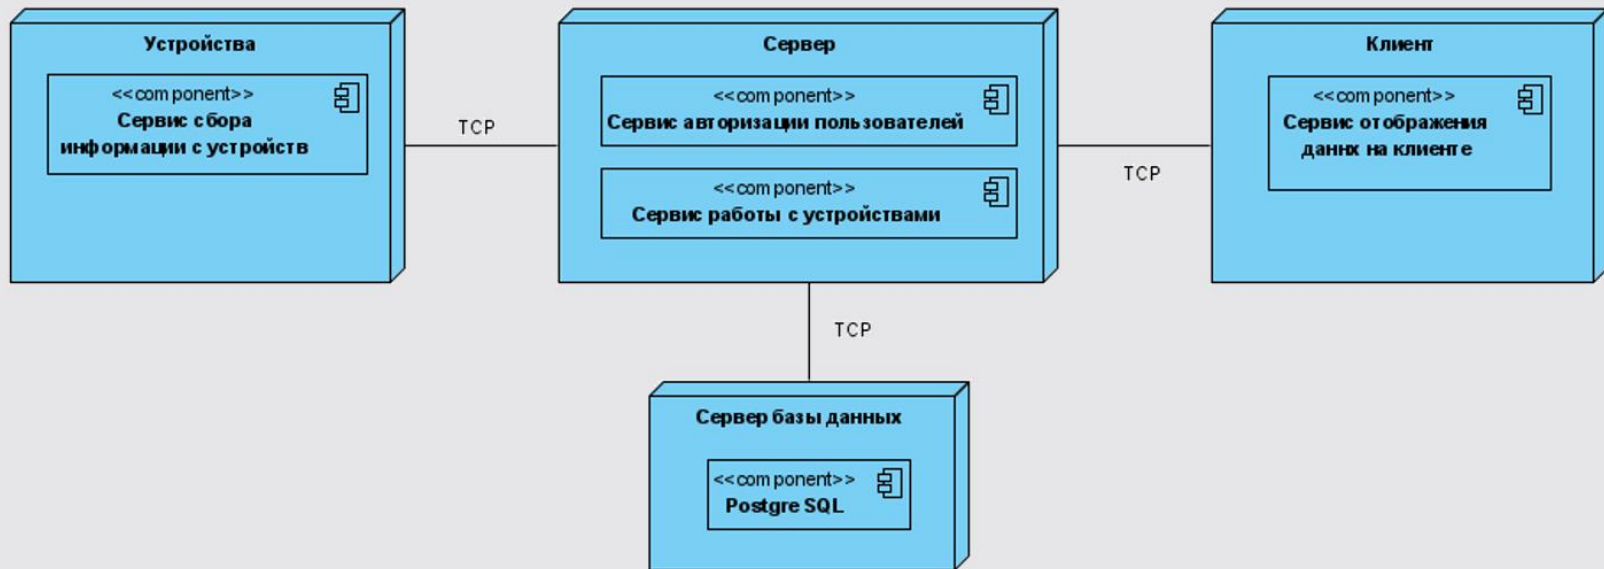 Устройства
<<component>>
Сервис сбора
информации с устройств
TCP
Сервер
<<component>>
Сервис авторизации пользователей
<<component>>
Сервис работы с устройствами
TCP
Клиент
<<component>>
Сервис отображения
даннх на клиенте
TCP
Сервер базы данных
<<component>>
Postgre SQL